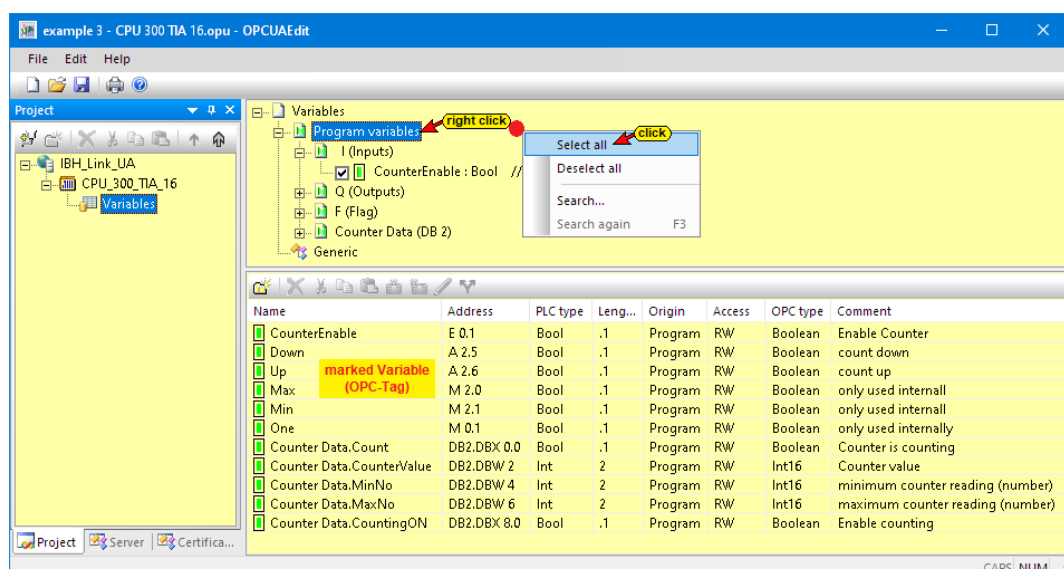 example 3 - CPU 300 TIA 16.opu - OPCUAEdit
File Edit Help
Project
IBH_Link_UA
CPU_300_TIA_16
Variables
Project Server Certifica...
Variables
Program variables
I (Inputs)
CounterEnable : Bool //
Q (Outputs)
F (Flag)
Counter Data (DB 2)
Generic
right click
click
Select all
Deselect all
Search...
Search again F3
Name Address PLC type Leng... Origin Access OPC type Comment
CounterEnable E 0.1 Bool .1 Program RW Boolean Enable Counter
Down A 2.5 Bool .1 Program RW Boolean count down
Up A 2.6 Bool .1 Program RW Boolean count up
Max M 2.0 Bool .1 Program RW Boolean only used internall
Min M 2.1 Bool .1 Program RW Boolean only used internall
One M 0.1 Bool .1 Program RW Boolean only used internally
Counter Data.Count DB2.DBX 0.0 Bool .1 Program RW Boolean Counter is counting
Counter Data.CounterValue DB2.DBW 2 Int 2 Program RW Int16 Counter value
Counter Data.MinNo DB2.DBW 4 Int 2 Program RW Int16 minimum counter reading (number)
Counter Data.MaxNo DB2.DBW 6 Int 2 Program RW Int16 maximum counter reading (number)
Counter Data.CountingON DB2.DBX 8.0 Bool .1 Program RW Boolean Enable counting
marked Variable
(OPC-Tag)
CAPS NUM